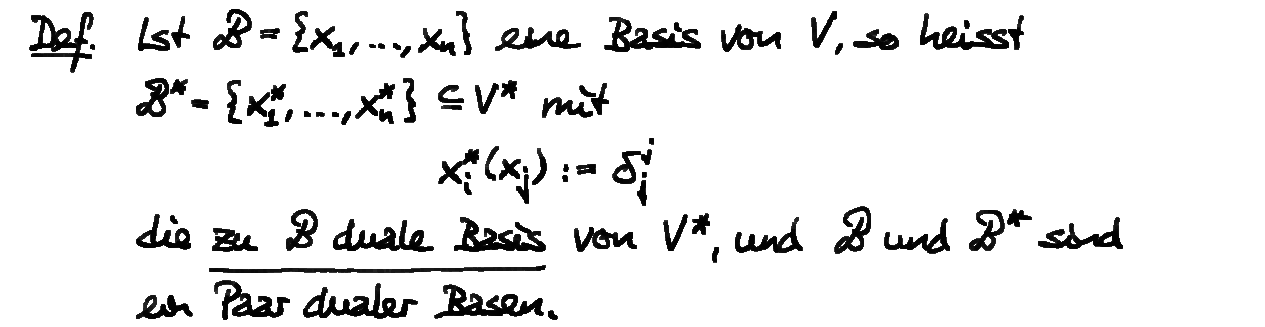 Def. Ist ℬ = {x₁, ..., xₙ} eine Basis von V, so heisst
ℬ* = {x₁*, ..., xₙ*} ⊆ V* mit
xᵢ*(xⱼ) := δⱼⁱ
die zu ℬ duale Basis von V*, und ℬ und ℬ* sind
ein Paar dualer Basen.